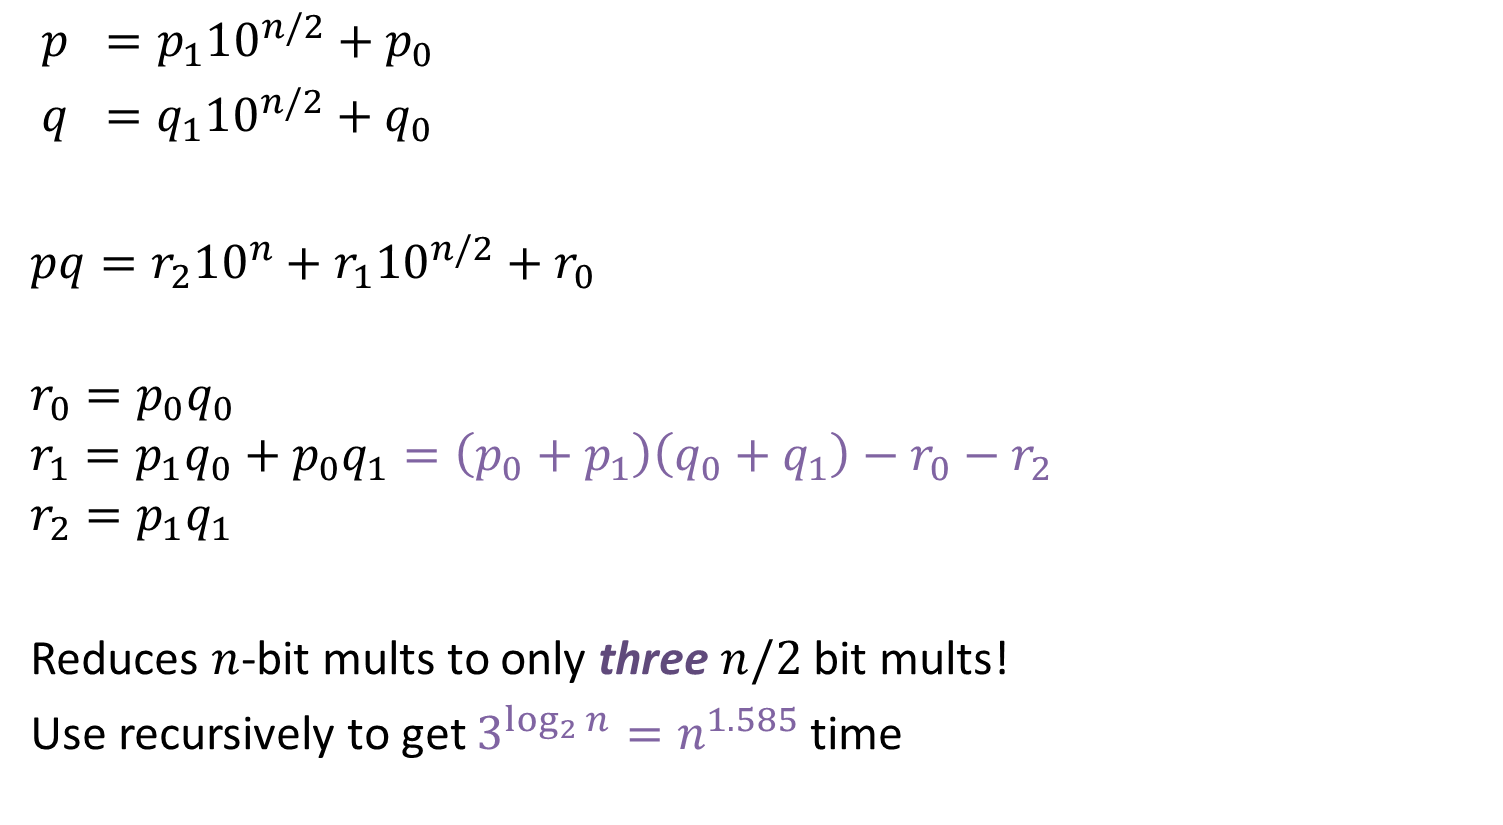 p = p₁10^{n/2} + p₀
q = q₁10^{n/2} + q₀
pq = r₂10^n + r₁10^{n/2} + r₀
r₀ = p₀q₀
r₁ = p₁q₀ + p₀q₁ = (p₀ + p₁)(q₀ + q₁) − r₀ − r₂
r₂ = p₁q₁
Reduces n-bit mults to only three n/2 bit mults!
Use recursively to get 3^{log₂ n} = n^{1.585} time